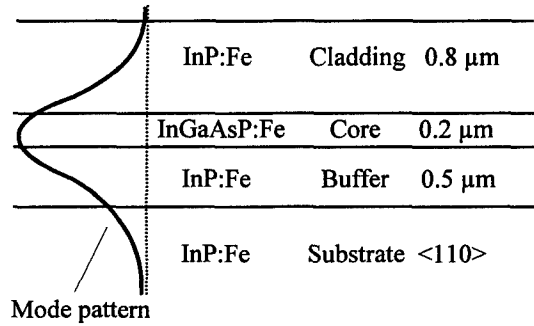 InP:Fe Cladding 0.8 µm
InGaAsP:Fe Core 0.2 µm
InP:Fe Buffer 0.5 µm
InP:Fe Substrate <110>
Mode pattern